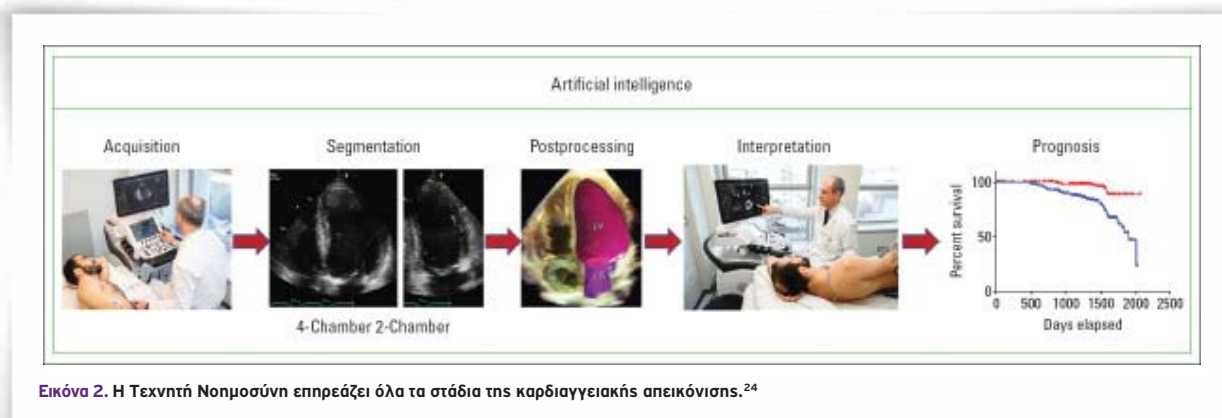 Artificial intelligence
Acquisition
Segmentation
Postprocessing
Interpretation
Prognosis
LV
4-Chamber 2-Chamber
Percent survival
100
50
0
0 500 1000 1500 2000 2500
Days elapsed
Εικόνα 2. Η Τεχνητή Νοημοσύνη επηρεάζει όλα τα στάδια της καρδιαγγειακής απεικόνισης.²⁴